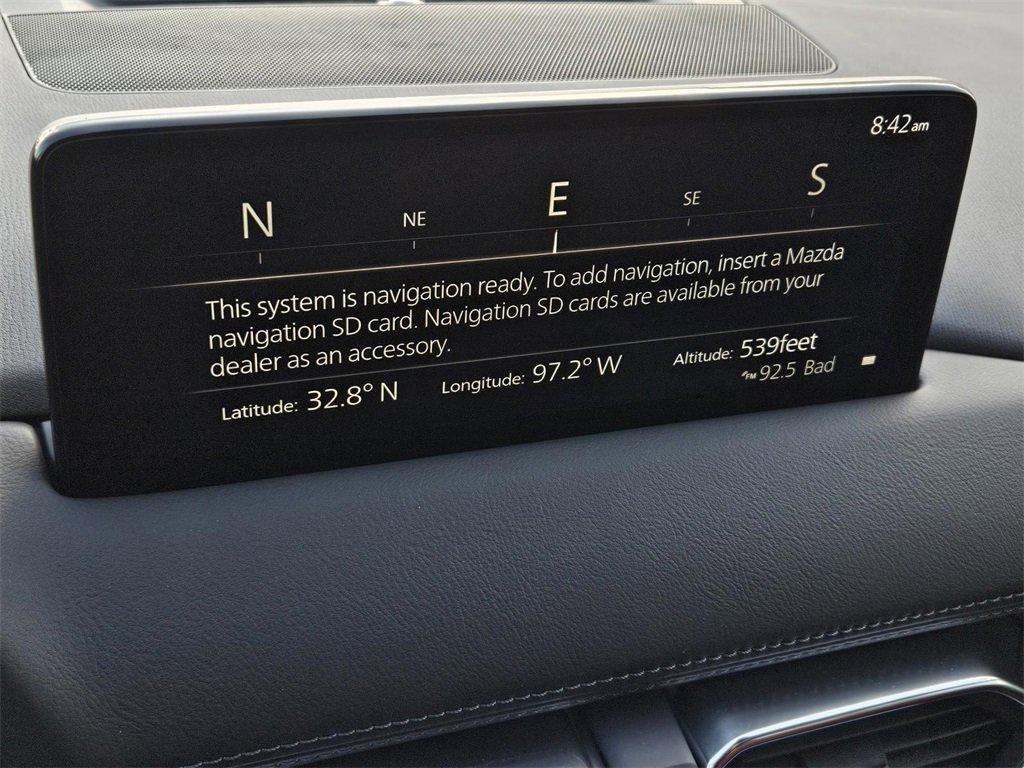 8:42am
N NE E SE S
This system is navigation ready. To add navigation, insert a Mazda
navigation SD card. Navigation SD cards are available from your
dealer as an accessory.
Latitude: 32.8° N Longitude: 97.2° W Altitude: 539feet
FM 92.5 Bad